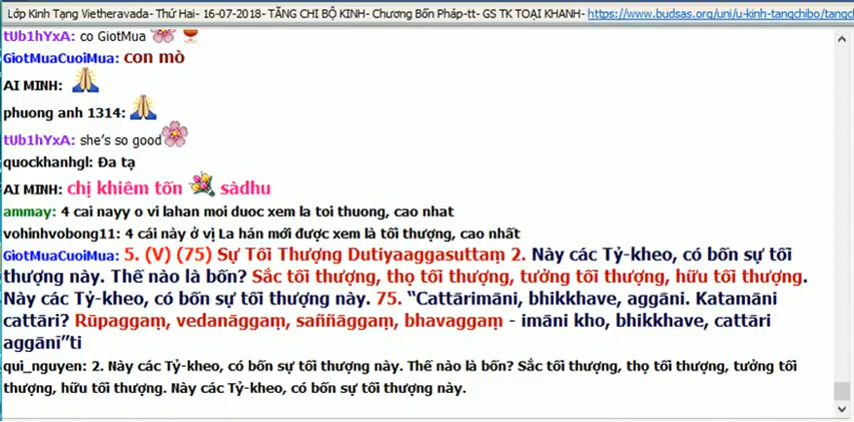 Lớp Kinh Tạng Vietheravada- Thứ Hai- 16-07-2018- TĂNG CHI BỘ KINH- Chương Bốn Pháp-tt- GS TK TOẠI KHANH- https://www.budsas.org/uni/u-kinh-tangchibo/tangc
tUb1hYxA: co GiotMua
GiotMuaCuoiMua: con mò
AI MINH:
phuong anh 1314:
tUb1hYxA: she's so good
quockhanhgl: Đa tạ
AI MINH: chị khiêm tốn sàdhu
ammay: 4 cai nayy o vi lahan moi duoc xem la toi thuong, cao nhat
vohinhvobong11: 4 cái này ở vị La hán mới được xem là tối thượng, cao nhất
GiotMuaCuoiMua: 5. (V) (75) Sự Tối Thượng Dutiyaaggasuttaṃ 2. Này các Tỷ-kheo, có bốn sự tối
thượng này. Thế nào là bốn? Sắc tối thượng, thọ tối thượng, tưởng tối thượng, hữu tối thượng.
Này các Tỷ-kheo, có bốn sự tối thượng này. 75. "Cattārimāni, bhikkhave, aggāni. Katamāni
cattāri? Rūpaggaṃ, vedanāggaṃ, saññāggaṃ, bhavaggaṃ - imāni kho, bhikkhave, cattāri
aggānī"ti
qui_nguyen: 2. Này các Tỷ-kheo, có bốn sự tối thượng này. Thế nào là bốn? Sắc tối thượng, thọ tối thượng, tưởng tối
thượng, hữu tối thượng. Này các Tỷ-kheo, có bốn sự tối thượng này.